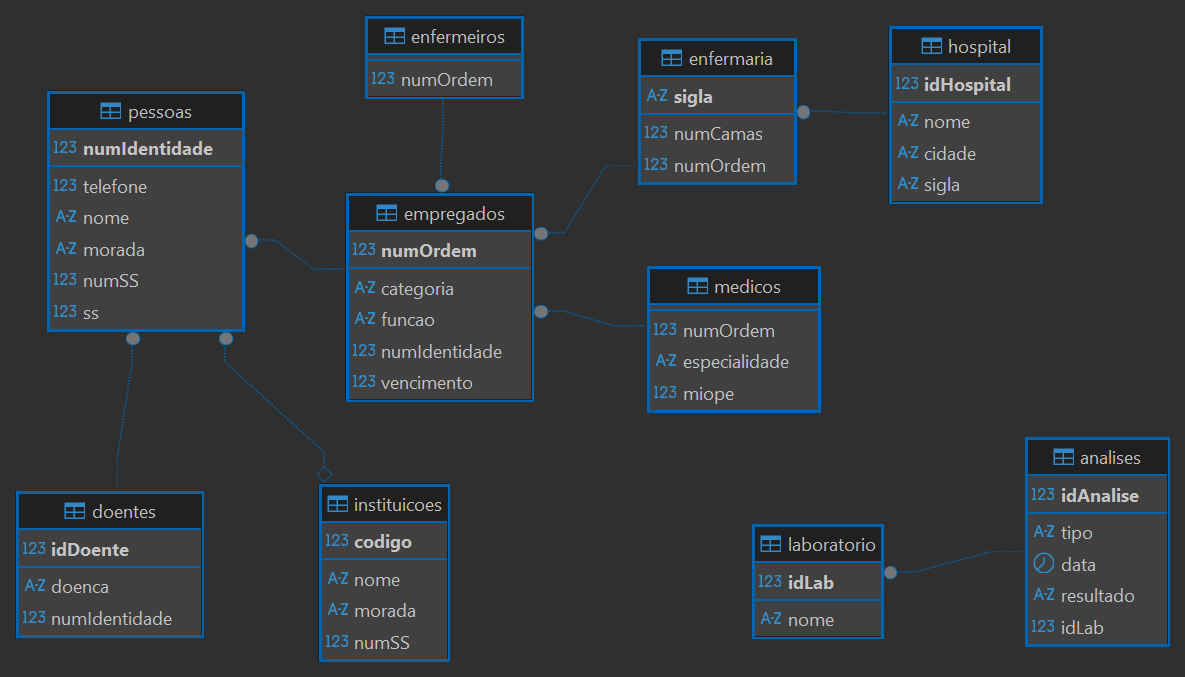 enfermeiros
123 numOrdem
enfermaria
A-Z sigla
123 numCamas
123 numOrdem
hospital
123 idHospital
A-Z nome
A-Z cidade
A-Z sigla
pessoas
123 numIdentidade
123 telefone
A-Z nome
A-Z morada
123 numSS
123 ss
empregados
123 numOrdem
A-Z categoria
A-Z funcao
123 numIdentidade
123 vencimento
medicos
123 numOrdem
A-Z especialidade
123 miope
doentes
123 idDoente
A-Z doenca
123 numIdentidade
instituicoes
123 codigo
A-Z nome
A-Z morada
123 numSS
laboratorio
123 idLab
A-Z nome
analises
123 idAnalise
A-Z tipo
data
A-Z resultado
123 idLab